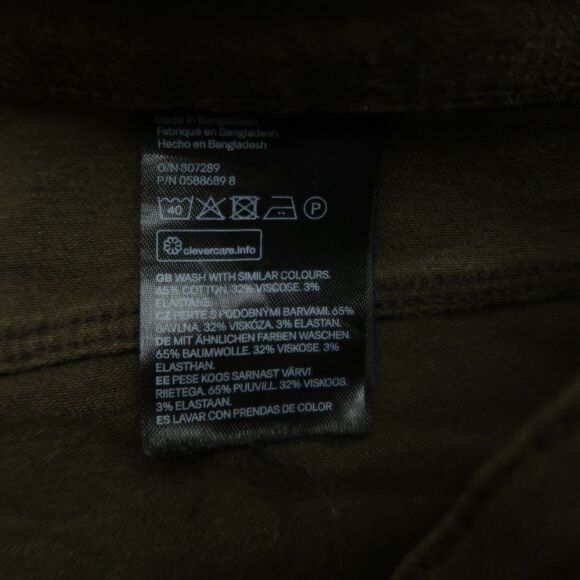 Made in Bangladesh
Fabriqué en Bangladesh
Hecho en Bangladesh
O/N 307289
P/N 0588689 8
40
P
clevercare.info
GB WASH WITH SIMILAR COLOURS.
65% COTTON. 32% VISCOSE. 3%
ELASTANE.
CZ PERTE S PODOBNÝMI BARVAMI. 65%
BAVLNA. 32% VISKÓZA. 3% ELASTAN.
DE MIT ÄHNLICHEN FARBEN WASCHEN.
65% BAUMWOLLE. 32% VISKOSE. 3%
ELASTHAN.
EE PESE KOOS SARNAST VÄRVI
RIIETEGA. 65% PUUVILL. 32% VISKOOS.
3% ELASTAAN.
ES LAVAR CON PRENDAS DE COLOR